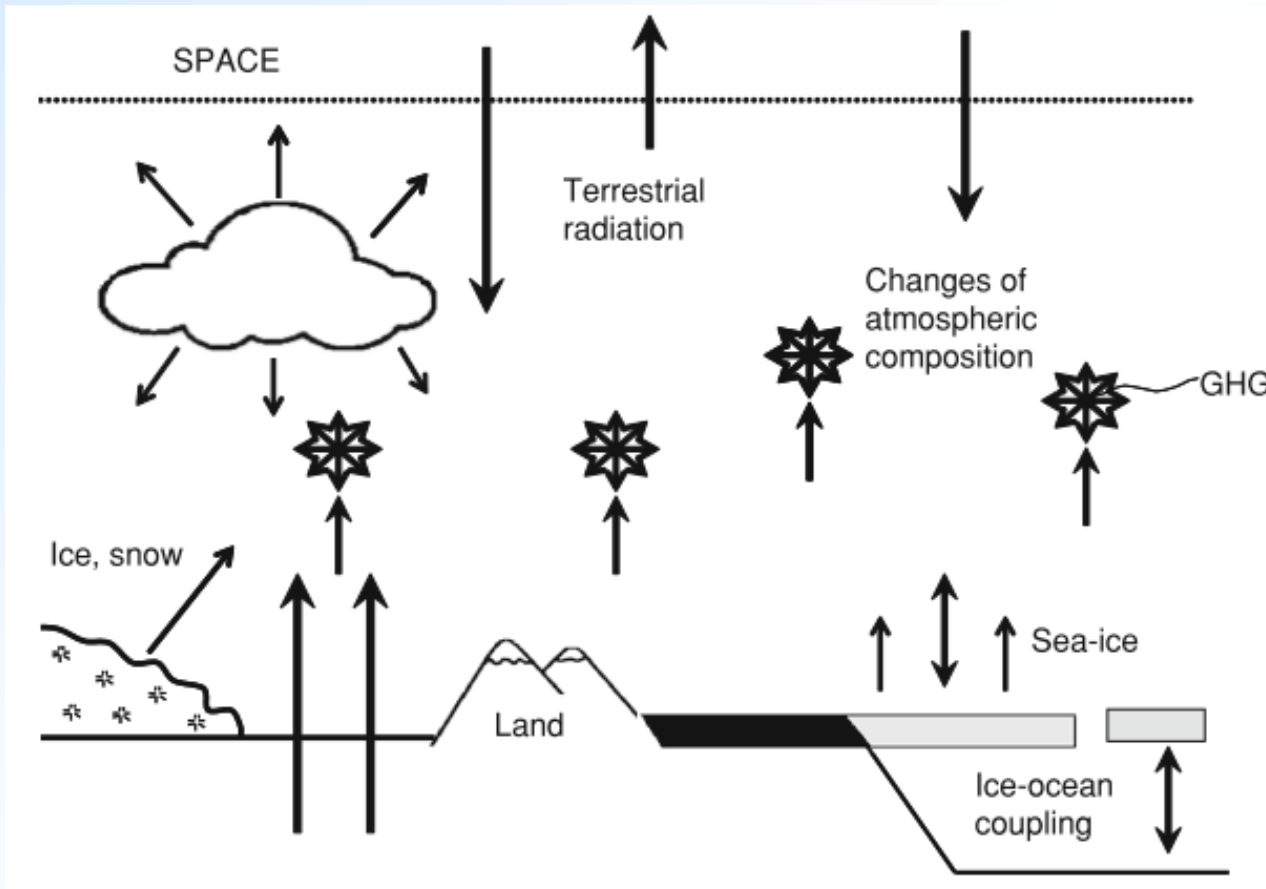 SPACE
Terrestrial
radiation
Changes of
atmospheric
composition
GHG
Ice, snow
Sea-ice
Land
Ice-ocean
coupling